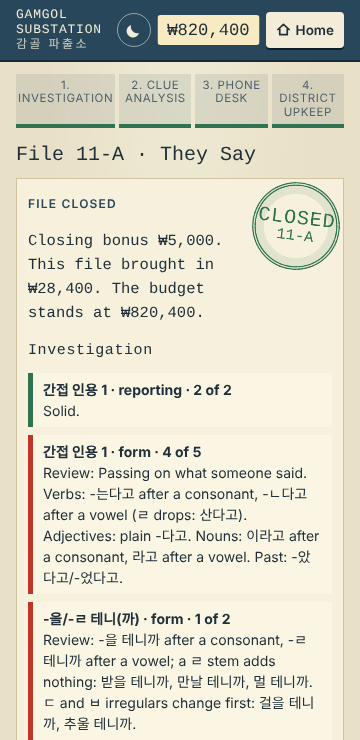 GAMGOL
SUBSTATION
감골 파출소
₩820,400
Home
1.
INVESTIGATION
2. CLUE
ANALYSIS
3. PHONE
DESK
4.
DISTRICT
UPKEEP
File 11-A · They Say
FILE CLOSED
CLOSED
11-A
Closing bonus ₩5,000.
This file brought in
₩28,400. The budget
stands at ₩820,400.
Investigation
간접 인용 1 · reporting · 2 of 2
Solid.
간접 인용 1 · form · 4 of 5
Review: Passing on what someone said.
Verbs: -는다고 after a consonant, -ㄴ다고
after a vowel (ㄹ drops: 산다고).
Adjectives: plain -다고. Nouns: 이라고 after
a consonant, 라고 after a vowel. Past: -았
다고/-었다고.
-을/-ㄹ 테니(까) · form · 1 of 2
Review: -을 테니까 after a consonant, -ㄹ
테니까 after a vowel; a ㄹ stem adds
nothing: 받을 테니까, 만날 테니까, 멀 테니까.
ㄷ and ㅂ irregulars change first: 걸을 테니
까, 추울 테니까.